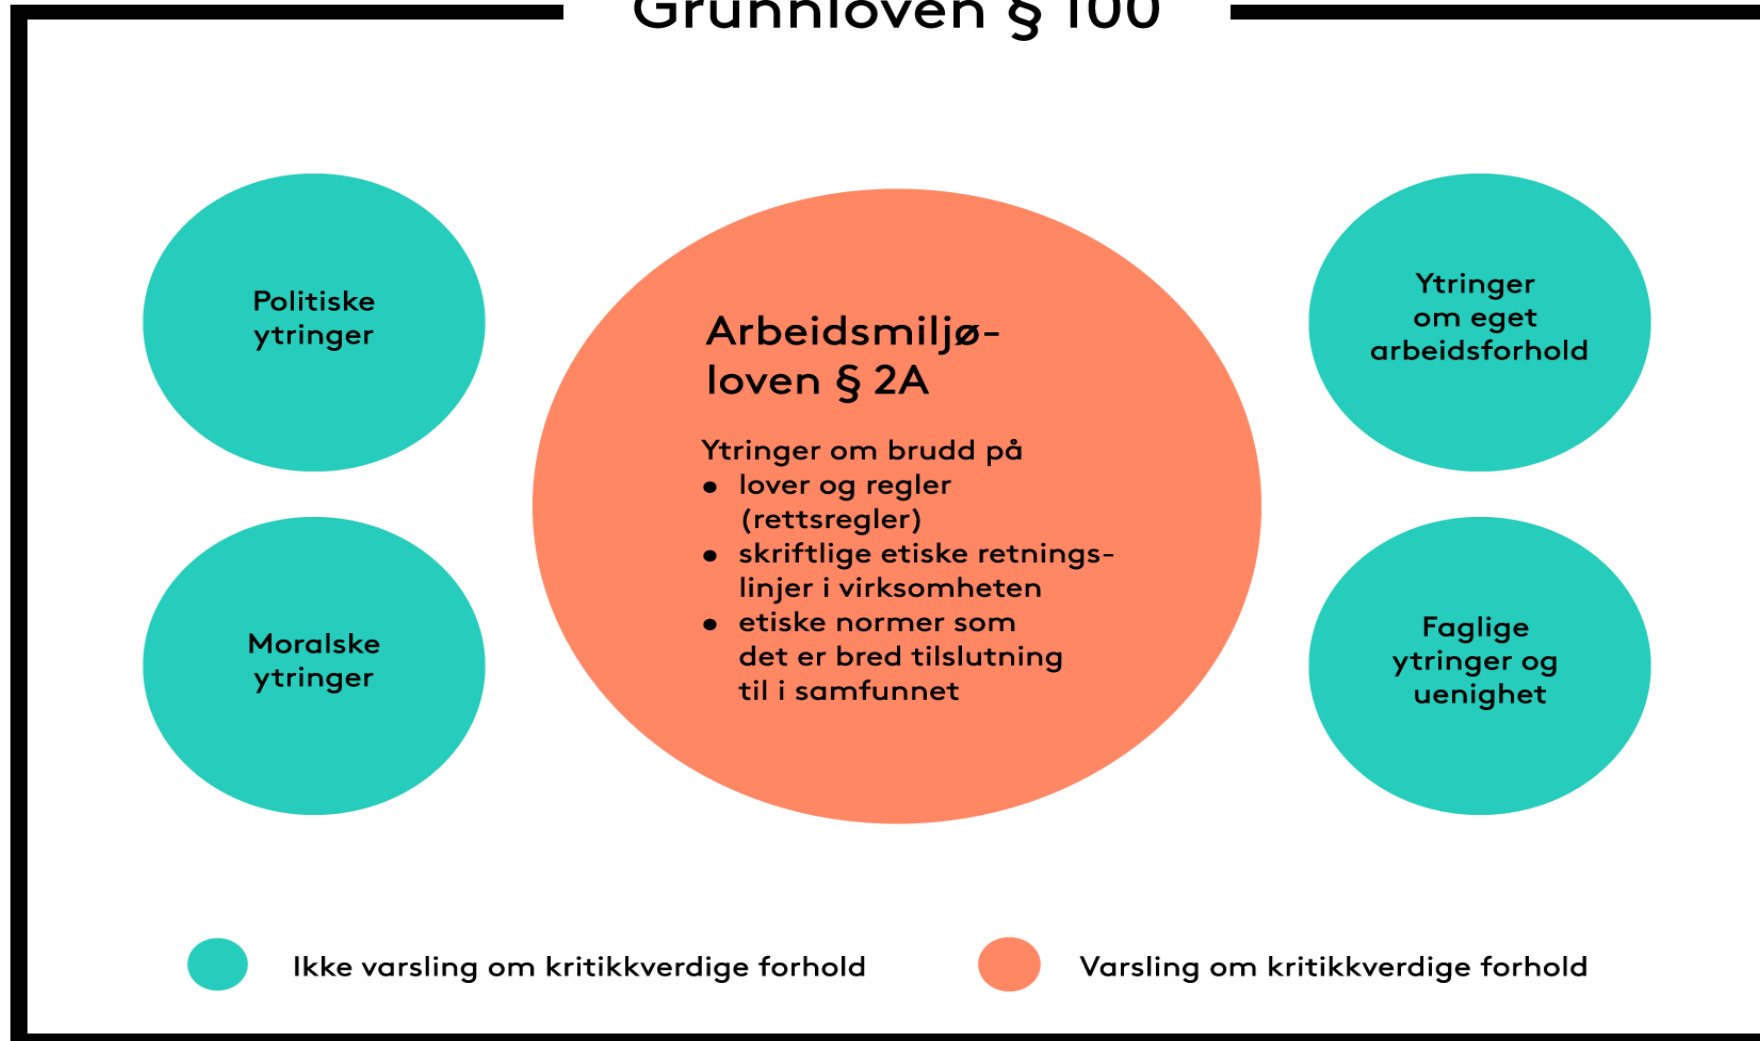 Grunnloven § 100
Politiske
ytringer
Moralske
ytringer
Arbeidsmiljø-
loven § 2A
Ytringer om brudd på
• lover og regler
(rettsregler)
• skriftlige etiske retnings-
linjer i virksomheten
• etiske normer som
det er bred tilslutning
til i samfunnet
Ytringer
om eget
arbeidsforhold
Faglige
ytringer og
uenighet
Ikke varsling om kritikkverdige forhold
Varsling om kritikkverdige forhold